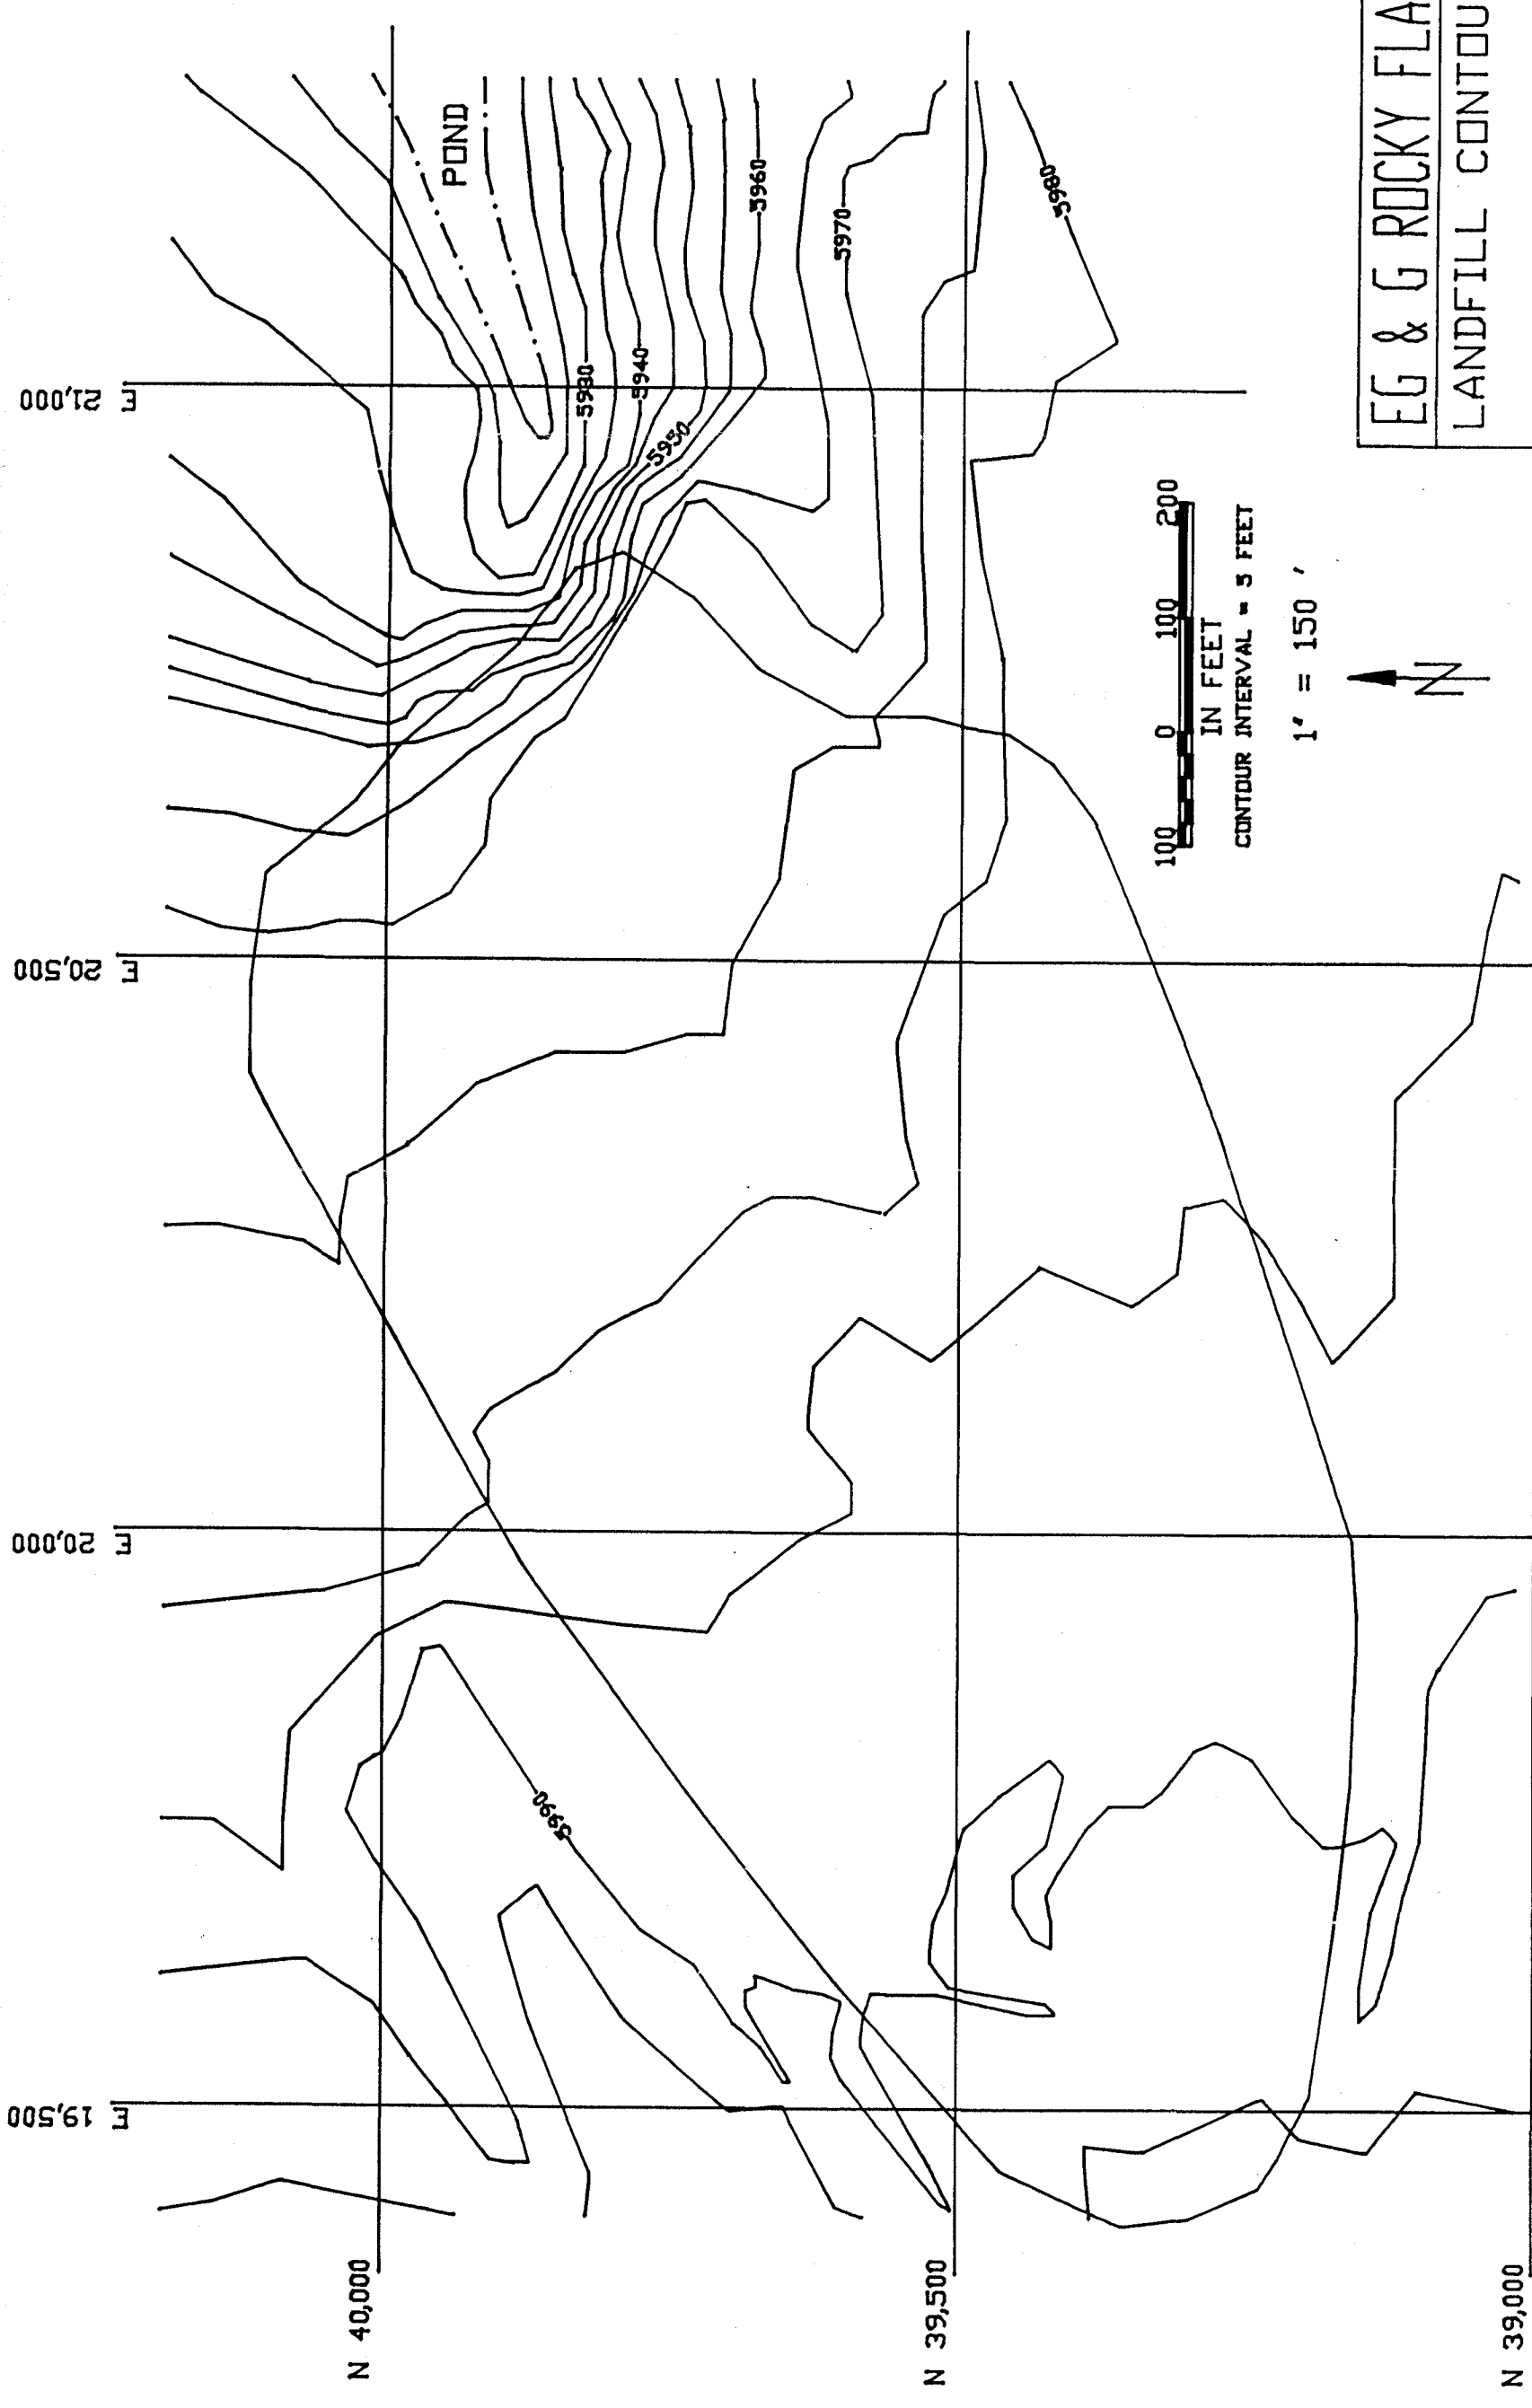 E 19,500
E 20,000
E 20,500
E 21,000
N 40,000
N 39,500
N 39,000
POND
5930
5940
5950
5960
5970
5980
5990
100 0 100 200
IN FEET
CONTOUR INTERVAL = 5 FEET
1" = 150 '
N
EG & G ROCKY FLA
LANDFILL CONTOU